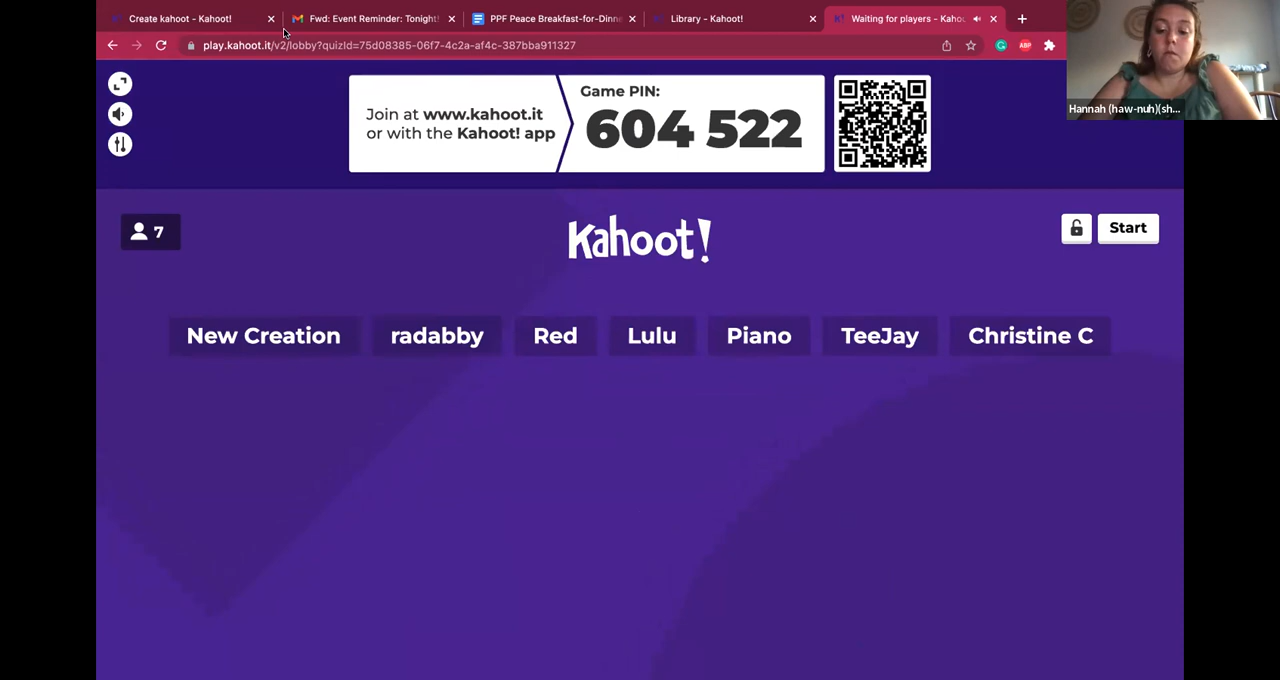 Create kahoot - Kahoot!
Fwd: Event Reminder: Tonight!
PPF Peace Breakfast-for-Dinne
Library - Kahoot!
Waiting for players - Kahoo
play.kahoot.it/v2/lobby?quizId=75d08385-06f7-4c2a-af4c-387bba911327
ABP
Hannah (haw-nuh)(sh...
Join at www.kahoot.it
or with the Kahoot! app
Game PIN:
604 522
7
Kahoot!
Start
New Creation
radabby
Red
Lulu
Piano
TeeJay
Christine C